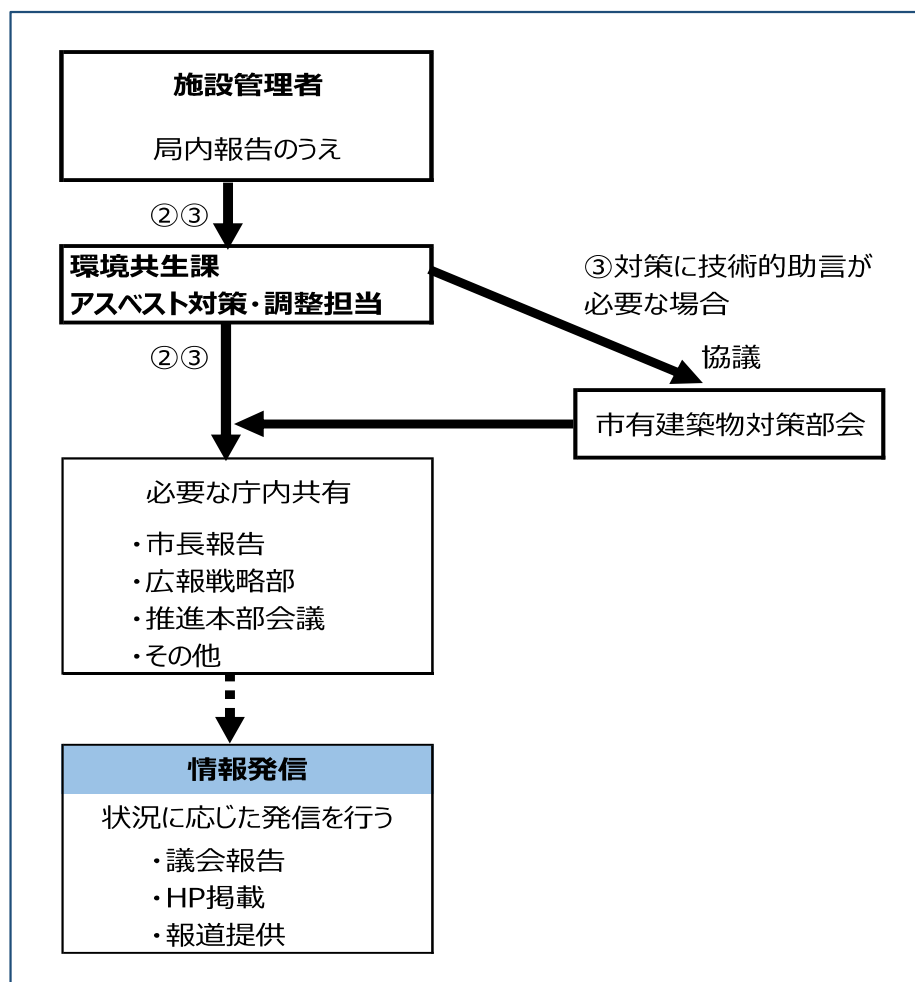 施設管理者
局内報告のうえ
②③
環境共生課
アスベスト対策・調整担当
③対策に技術的助言が
必要な場合
②③
協議
市有建築物対策部会
必要な庁内共有
・市長報告
・広報戦略部
・推進本部会議
・その他
情報発信
状況に応じた発信を行う
・議会報告
・HP掲載
・報道提供